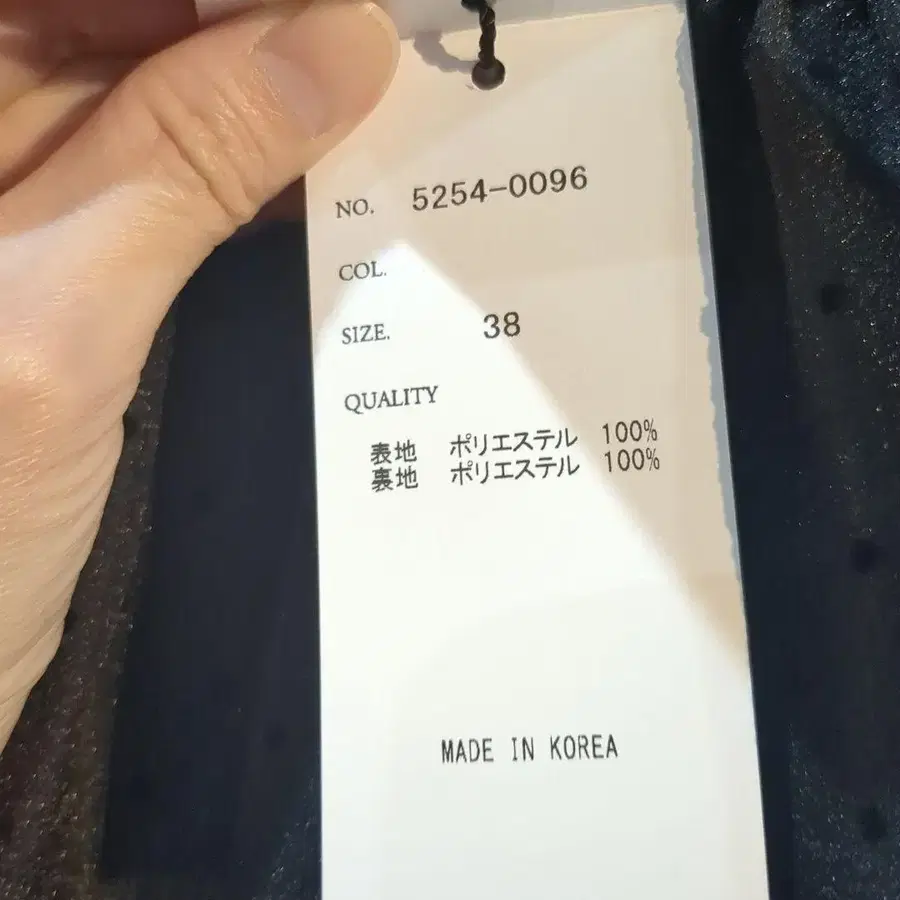 NO. 5254-0096
COL.
SIZE. 38
QUALITY
表地 ポリエステル 100%
裏地 ポリエステル 100%
MADE IN KOREA